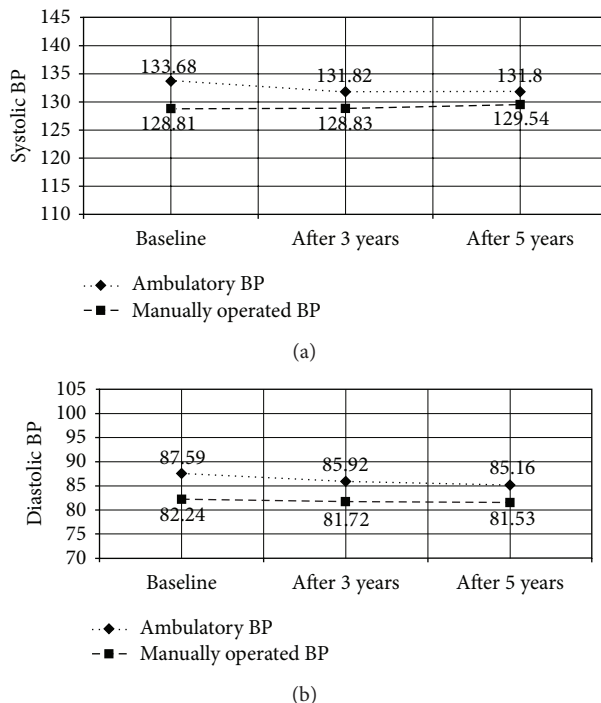 145
140
133.68
131.82
131.8
135
130
125
128.81
128.83
129.54
120
115
110
Systolic BP
Baseline After 3 years After 5 years
Ambulatory BP
Manually operated BP
(a)
105
100
95
90
87.59
85.92
85.16
85
80
82.24
81.72
81.53
75
70
Diastolic BP
Baseline After 3 years After 5 years
Ambulatory BP
Manually operated BP
(b)